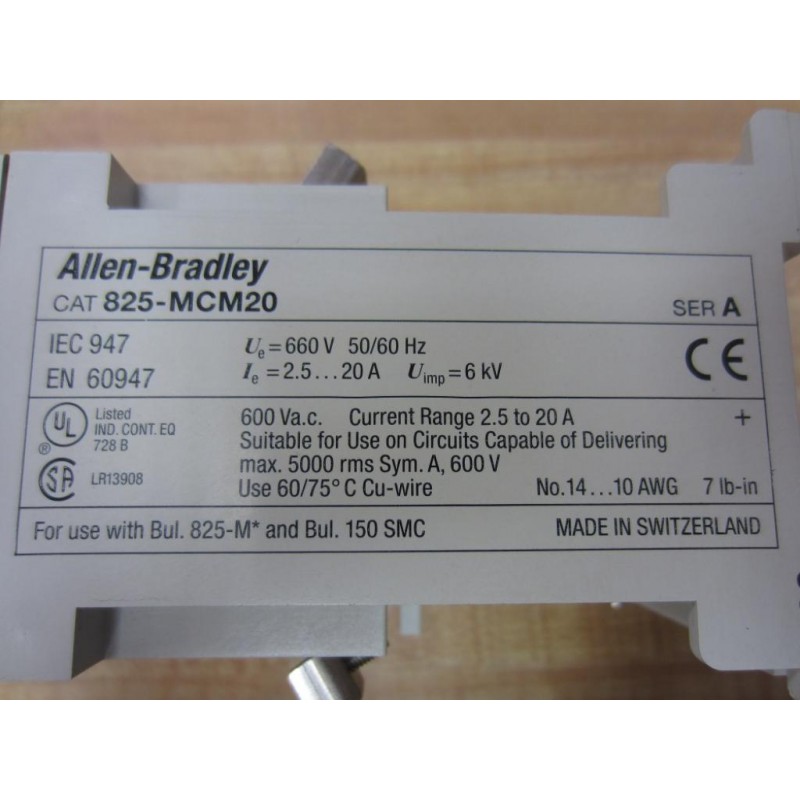 Allen-Bradley
CAT 825-MCM20 SER A
IEC 947 Ue = 660 V 50/60 Hz
EN 60947 Ie = 2.5...20 A Uimp = 6 kV
CE
UL ® Listed
IND. CONT. EQ
728 B
SA LR13908
600 Va.c. Current Range 2.5 to 20 A +
Suitable for Use on Circuits Capable of Delivering
max. 5000 rms Sym. A, 600 V
Use 60/75° C Cu-wire No.14...10 AWG 7 lb-in
For use with Bul. 825-M* and Bul. 150 SMC MADE IN SWITZERLAND